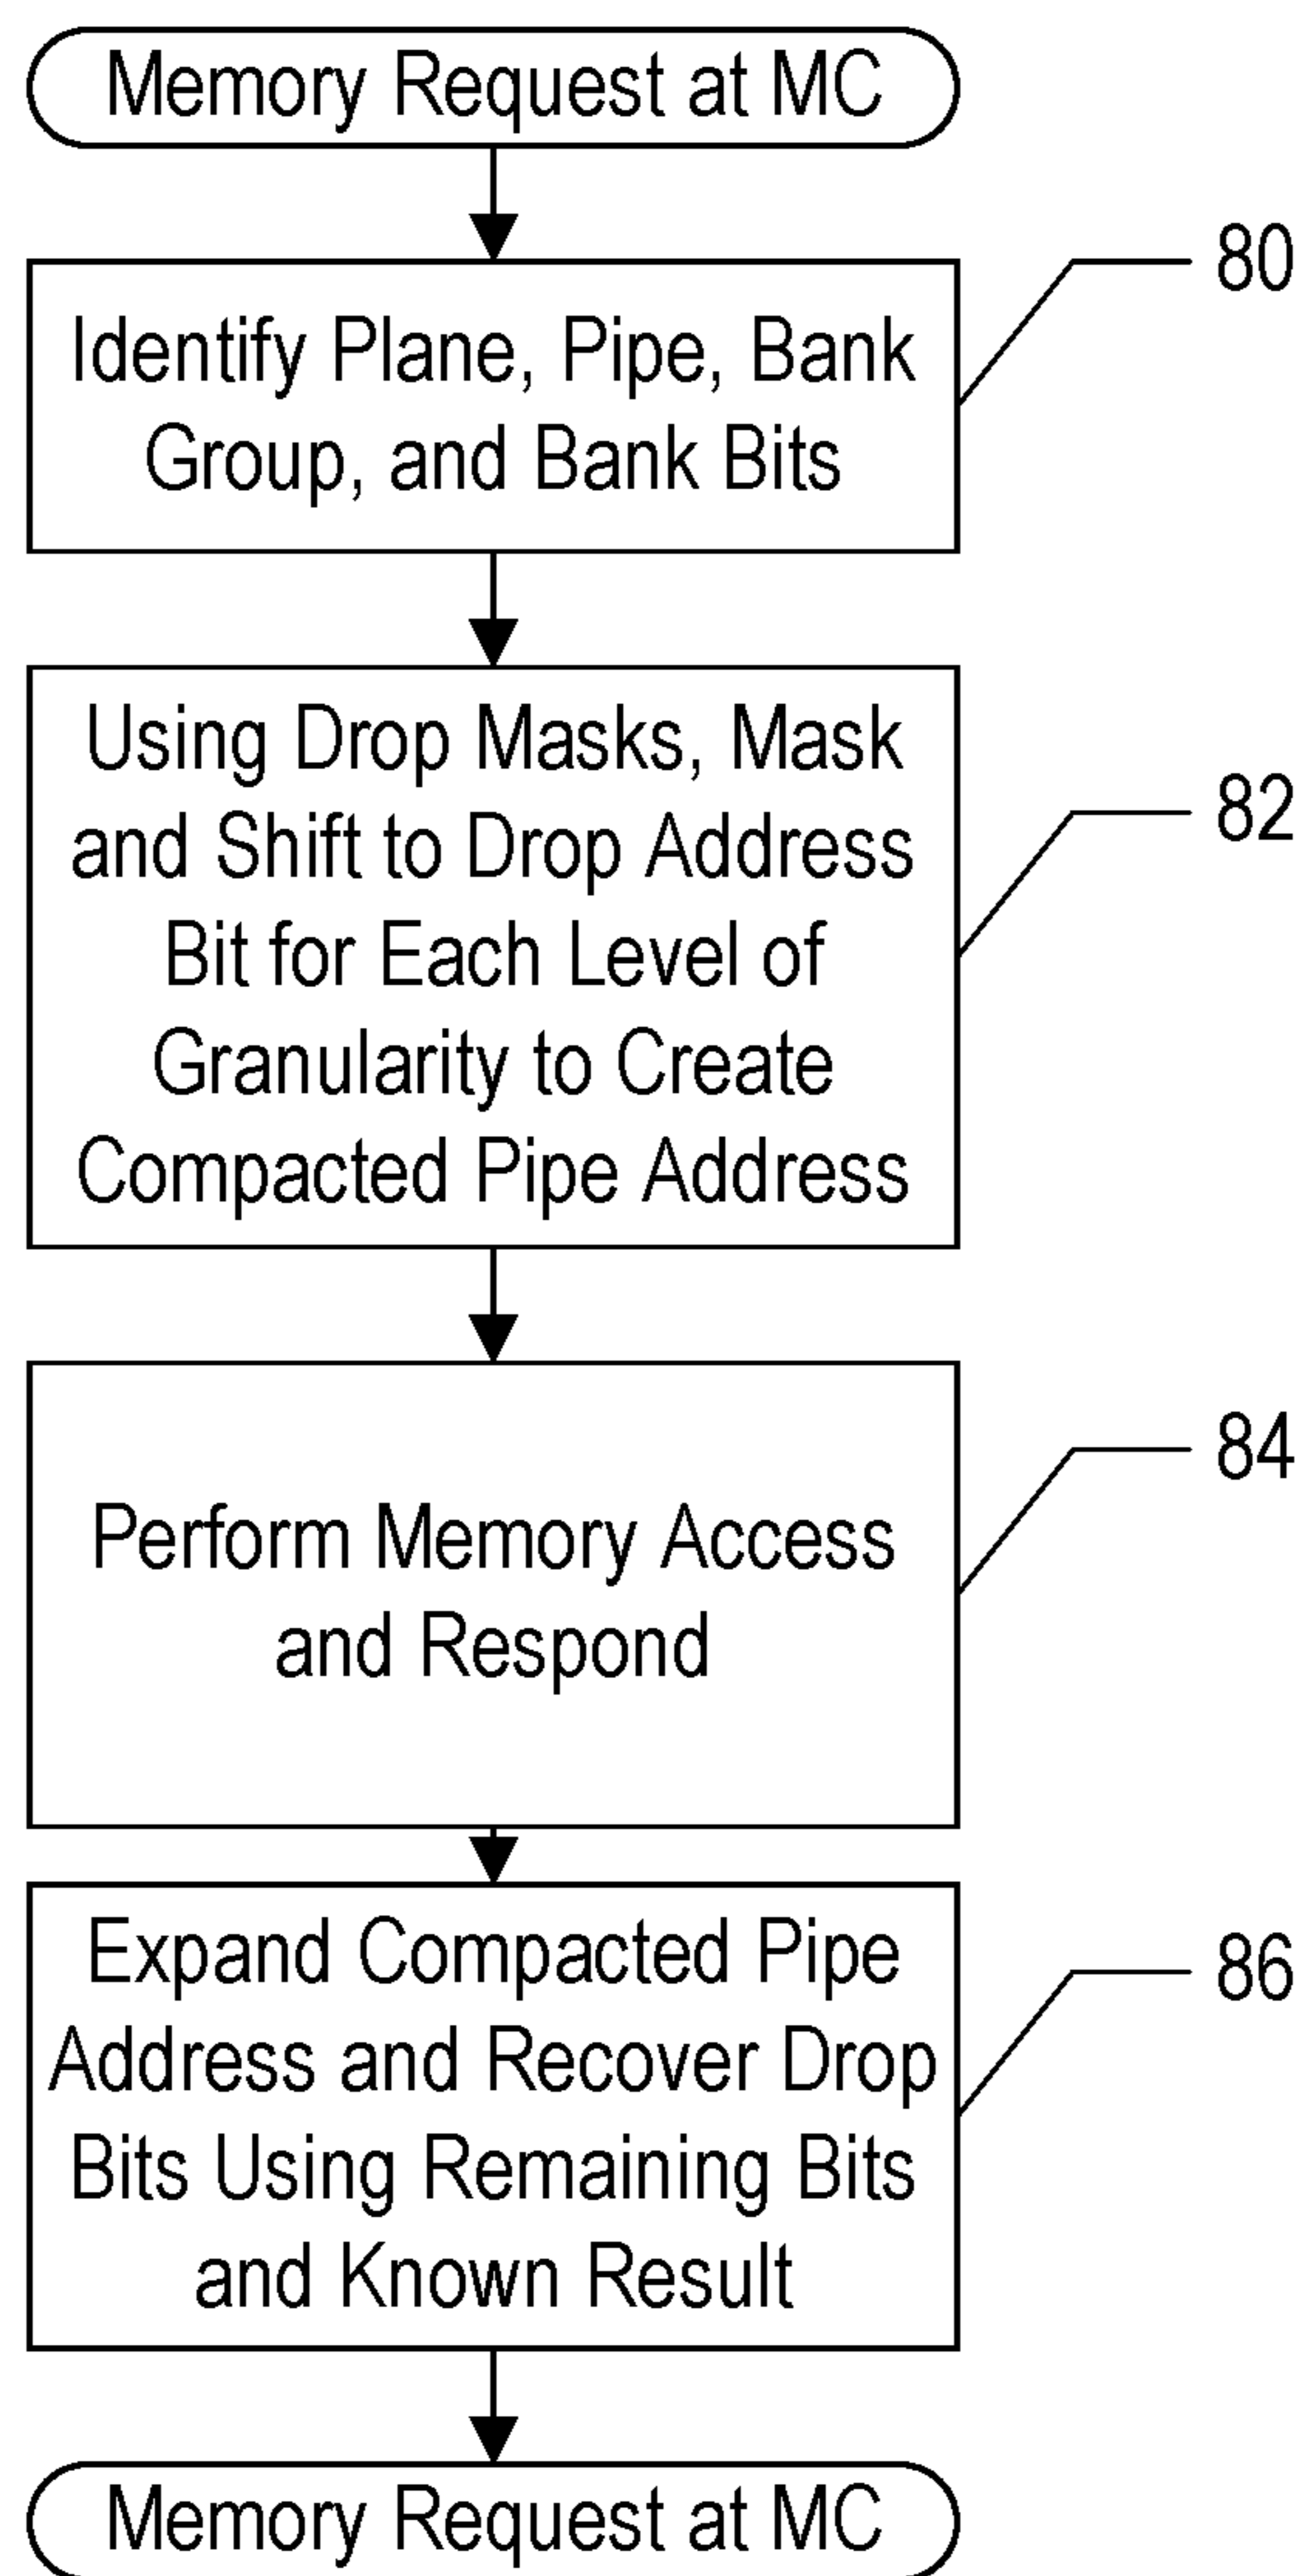 Memory Request at MC
80
Identify Plane, Pipe, Bank
Group, and Bank Bits
82
Using Drop Masks, Mask
and Shift to Drop Address
Bit for Each Level of
Granularity to Create
Compacted Pipe Address
84
Perform Memory Access
and Respond
86
Expand Compacted Pipe
Address and Recover Drop
Bits Using Remaining Bits
and Known Result
Memory Request at MC